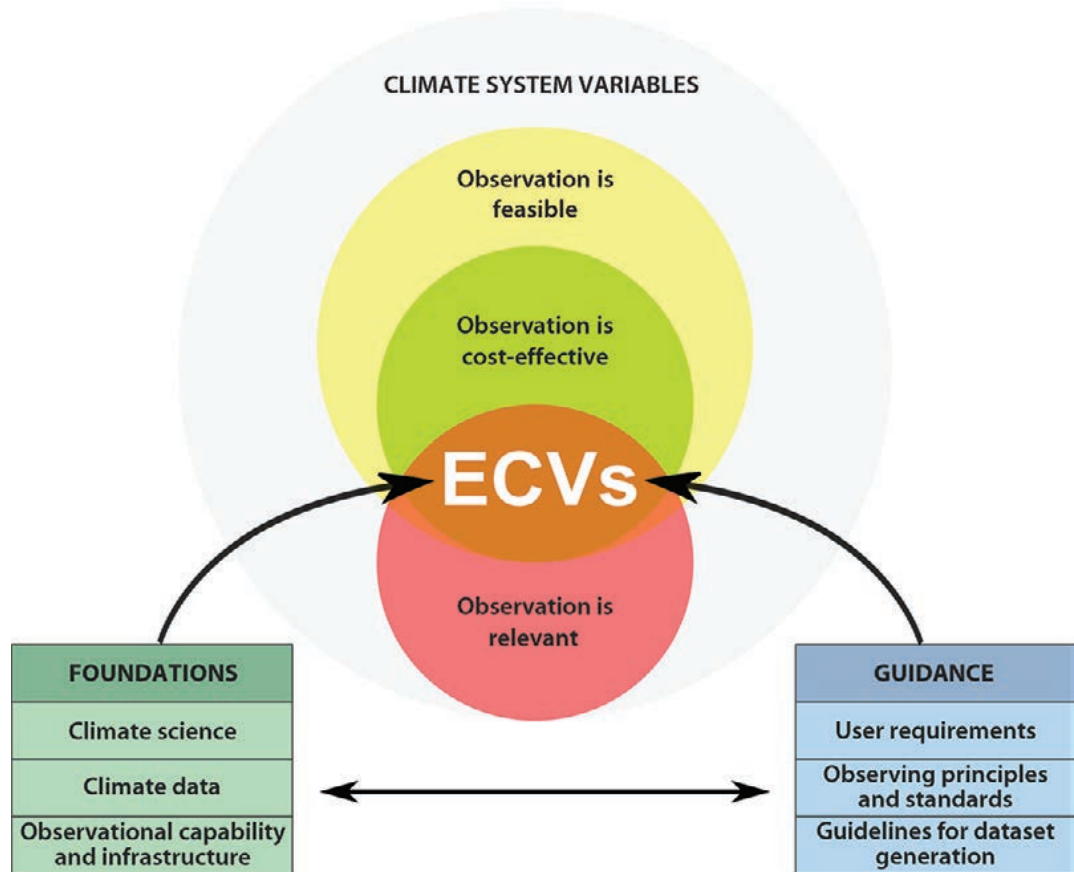 CLIMATE SYSTEM VARIABLES
Observation is
feasible
Observation is
cost-effective
ECVs
Observation is
relevant
FOUNDATIONS
Climate science
Climate data
Observational capability
and infrastructure
GUIDANCE
User requirements
Observing principles
and standards
Guidelines for dataset
generation